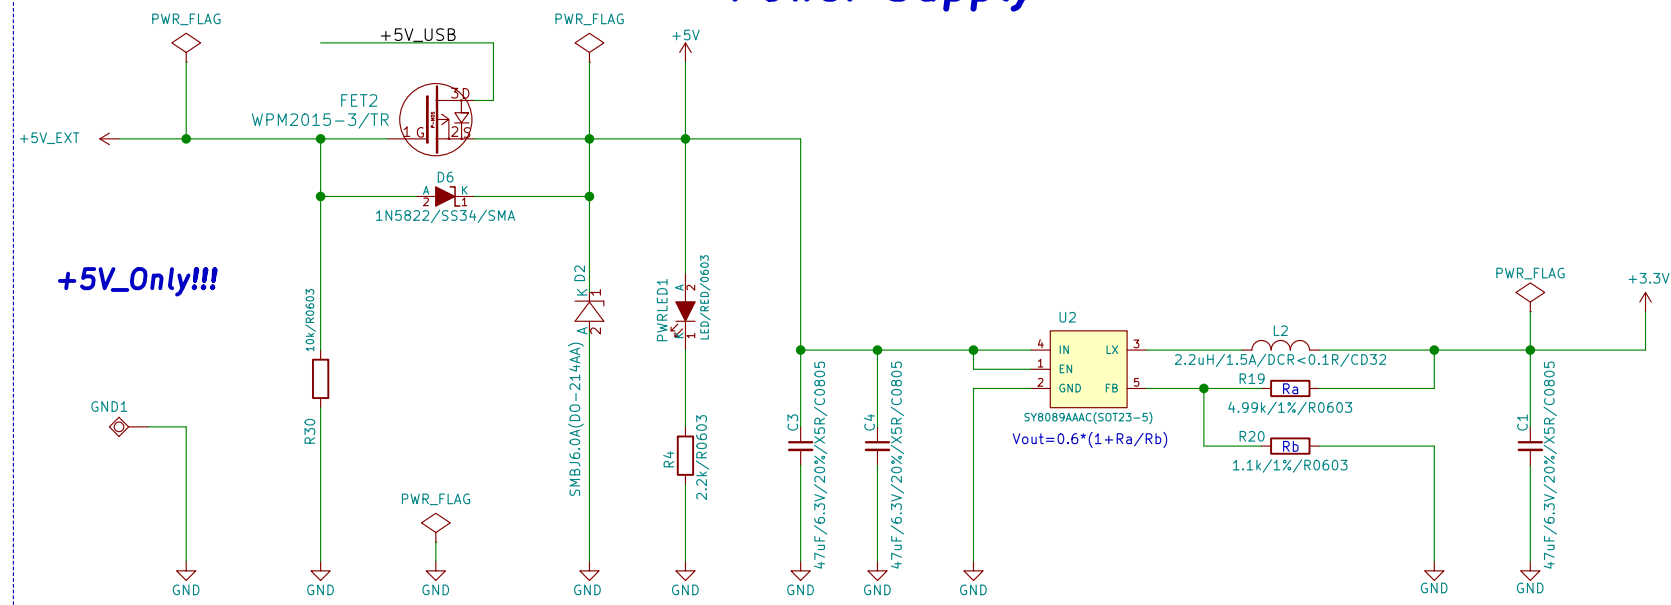 Power Supply
PWR_FLAG
+5V_USB
PWR_FLAG
+5V
FET2
WPM2015-3/TR
3 D
P-MOS
1 G
2 S
+5V_EXT
D6
A
2
K
1
1N5822/SS34/SMA
+5V_Only!!!
10k/R0603
R30
D2
K
1
A
2
SMBJ6.0A(DO-214AA)
PWRLED1
A
2
K
1
LED/RED/0603
R4
2.2k/R0603
GND1
PWR_FLAG
C3
47uF/6.3V/20%/X5R/C0805
C4
47uF/6.3V/20%/X5R/C0805
U2
4 IN
LX 3
1 EN
2 GND
FB 5
SY8089AAAC(SOT23-5)
Vout=0.6*(1+Ra/Rb)
L2
2.2uH/1.5A/DCR<0.1R/CD32
R19
Ra
4.99k/1%/R0603
R20
Rb
1.1k/1%/R0603
PWR_FLAG
+3.3V
C1
47uF/6.3V/20%/X5R/C0805
GND
GND
GND
GND
GND
GND
GND
GND
GND
GND